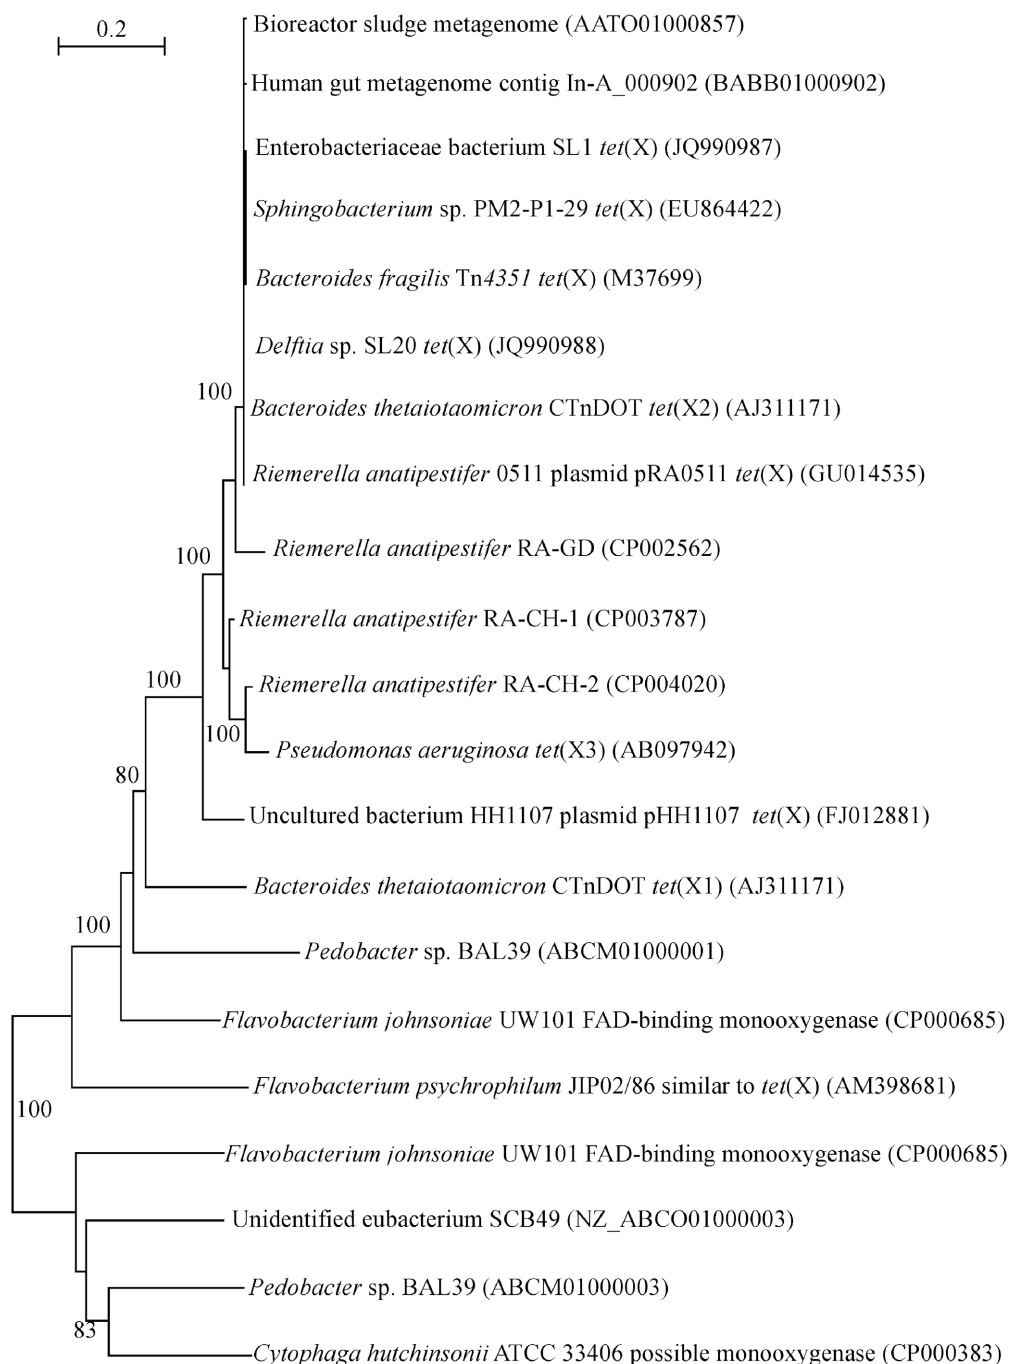 0.2
Bioreactor sludge metagenome (AATO01000857)
Human gut metagenome contig In-A_000902 (BABB01000902)
Enterobacteriaceae bacterium SL1 tet(X) (JQ990987)
Sphingobacterium sp. PM2-P1-29 tet(X) (EU864422)
Bacteroides fragilis Tn4351 tet(X) (M37699)
Delftia sp. SL20 tet(X) (JQ990988)
100
Bacteroides thetaiotaomicron CTnDOT tet(X2) (AJ311171)
Riemerella anatipestifer 0511 plasmid pRA0511 tet(X) (GU014535)
100
Riemerella anatipestifer RA-GD (CP002562)
Riemerella anatipestifer RA-CH-1 (CP003787)
100
Riemerella anatipestifer RA-CH-2 (CP004020)
100
Pseudomonas aeruginosa tet(X3) (AB097942)
80
Uncultured bacterium HH1107 plasmid pHH1107 tet(X) (FJ012881)
Bacteroides thetaiotaomicron CTnDOT tet(X1) (AJ311171)
100
Pedobacter sp. BAL39 (ABCM01000001)
Flavobacterium johnsoniae UW101 FAD-binding monooxygenase (CP000685)
Flavobacterium psychrophilum JIP02/86 similar to tet(X) (AM398681)
100
Flavobacterium johnsoniae UW101 FAD-binding monooxygenase (CP000685)
Unidentified eubacterium SCB49 (NZ_ABCO01000003)
Pedobacter sp. BAL39 (ABCM01000003)
83
Cytophaga hutchinsonii ATCC 33406 possible monooxygenase (CP000383)